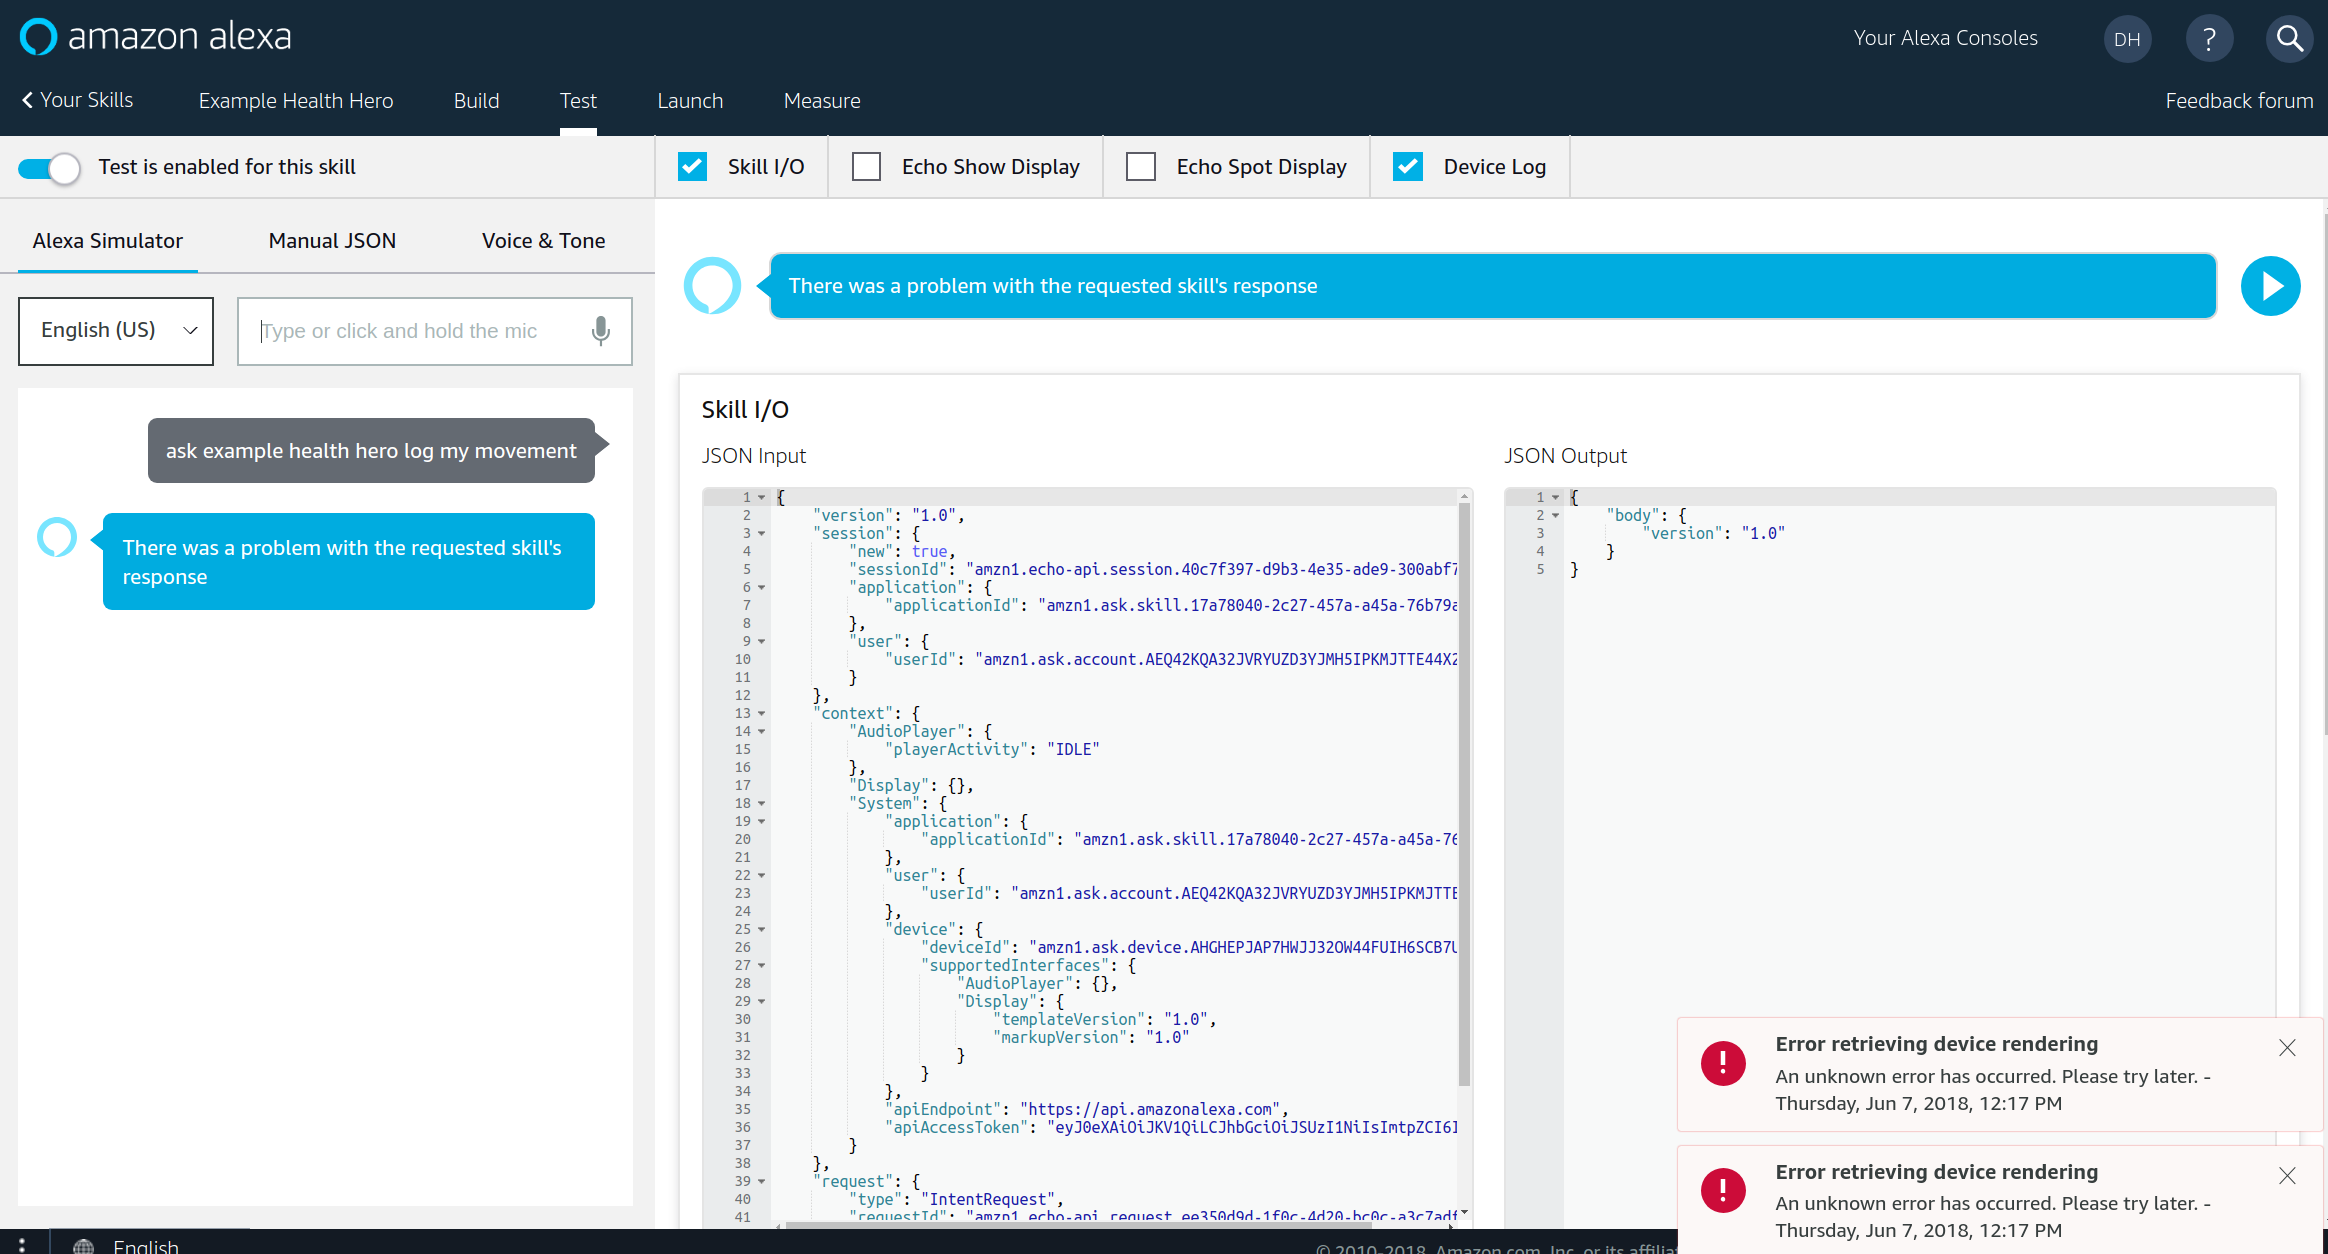 amazon alexa
Your Alexa Consoles
DH
?
Your Skills
Example Health Hero
Build
Test
Launch
Measure
Feedback forum
Test is enabled for this skill
Skill I/O
Echo Show Display
Echo Spot Display
Device Log
Alexa Simulator
Manual JSON
Voice & Tone
English (US)
Type or click and hold the mic
ask example health hero log my movement
There was a problem with the requested skill's
response
There was a problem with the requested skill's response
Skill I/O
JSON Input
1 {
2 "version": "1.0",
3 "session": {
4 "new": true,
5 "sessionId": "amzn1.echo-api.session.40c7f397-d9b3-4e35-ade9-300abf7
6 "application": {
7 "applicationId": "amzn1.ask.skill.17a78040-2c27-457a-a45a-76b79a
8 },
9 "user": {
10 "userId": "amzn1.ask.account.AEQ42KQA32JVRYUZD3YJMH5IPKMJTTE44X2
11 }
12 },
13 "context": {
14 "AudioPlayer": {
15 "playerActivity": "IDLE"
16 },
17 "Display": {},
18 "System": {
19 "application": {
20 "applicationId": "amzn1.ask.skill.17a78040-2c27-457a-a45a-76
21 },
22 "user": {
23 "userId": "amzn1.ask.account.AEQ42KQA32JVRYUZD3YJMH5IPKMJTTE
24 },
25 "device": {
26 "deviceId": "amzn1.ask.device.AHGHEPJAP7HWJJ32OW44FUIH6SCB7U
27 "supportedInterfaces": {
28 "AudioPlayer": {},
29 "Display": {
30 "templateVersion": "1.0",
31 "markupVersion": "1.0"
32 }
33 }
34 },
35 "apiEndpoint": "https://api.amazonalexa.com",
36 "apiAccessToken": "eyJ0eXAiOiJKV1QiLCJhbGciOiJSUzI1NiIsImtpZCI6I
37 }
38 },
39 "request": {
40 "type": "IntentRequest",
41 "requestId": "amzn1.echo-api.request.ee350d9d-1f0c-4d20-bc0c-a3c7adf
JSON Output
1 {
2 "body": {
3 "version": "1.0"
4 }
5 }
Error retrieving device rendering
An unknown error has occurred. Please try later. -
Thursday, Jun 7, 2018, 12:17 PM
Error retrieving device rendering
An unknown error has occurred. Please try later. -
Thursday, Jun 7, 2018, 12:17 PM
English
© 2010-2018, Amazon.com, Inc. or its affiliat